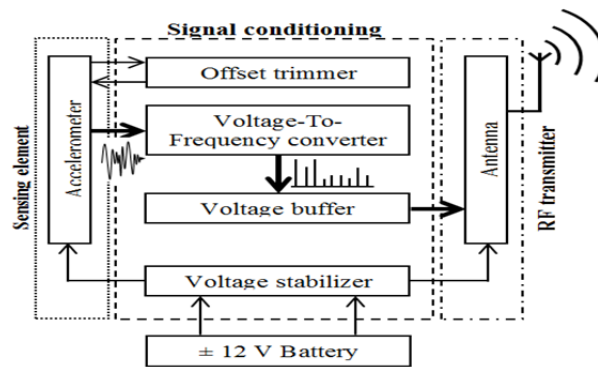 Signal conditioning
Sensing element
Accelerometer
Offset trimmer
Voltage-To-
Frequency converter
Voltage buffer
Voltage stabilizer
± 12 V Battery
Antenna
RF transmitter